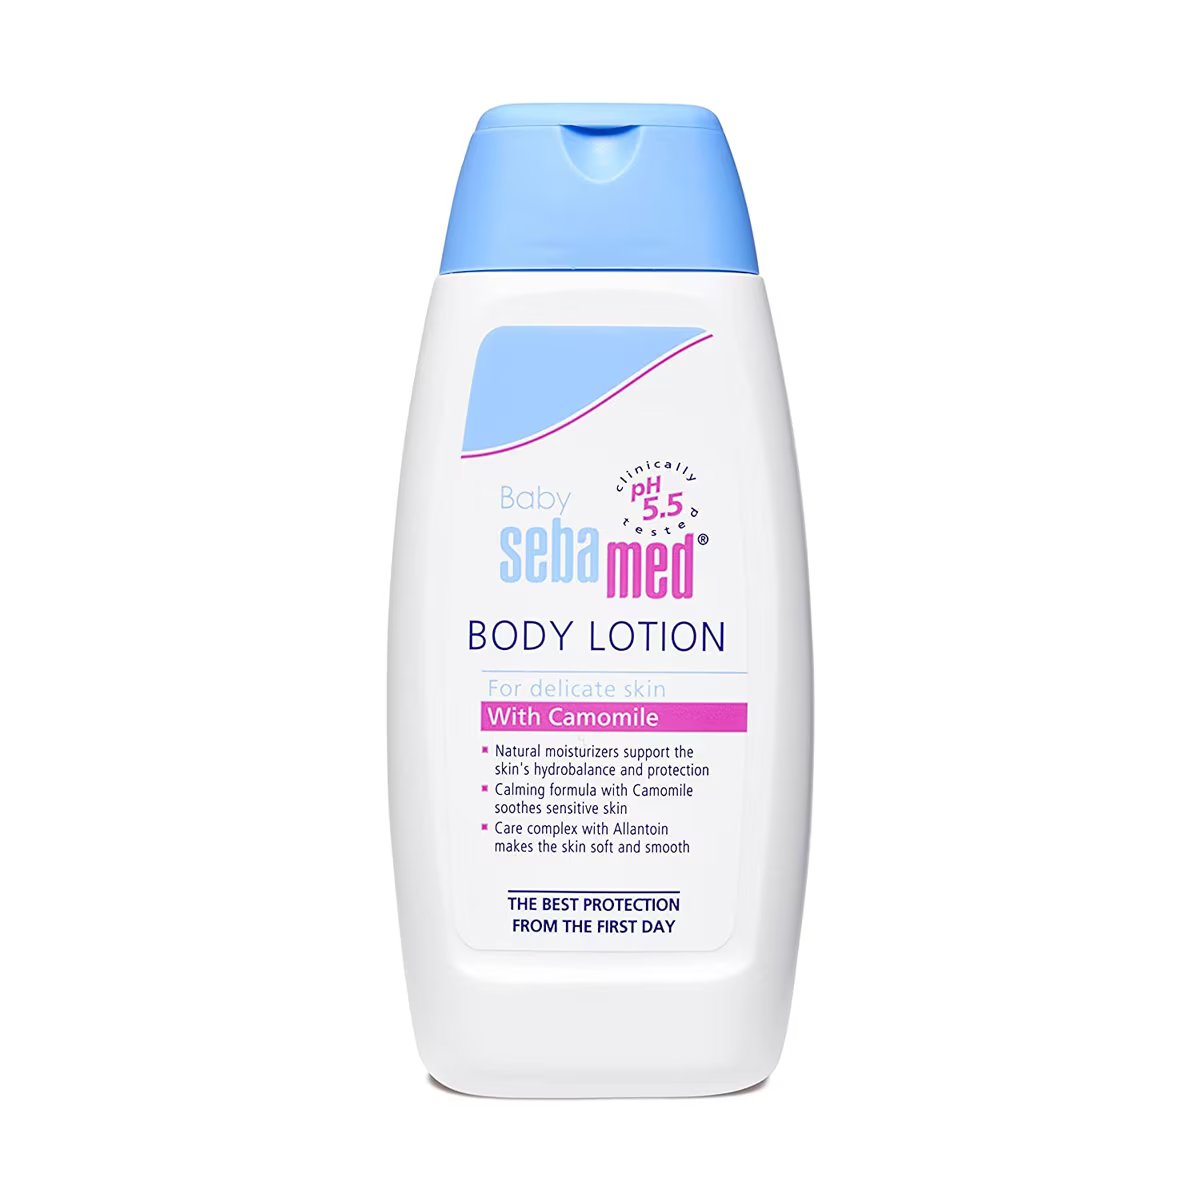 Baby
clinically
pH
5.5
tested
sebamed®
BODY LOTION
For delicate skin
With Camomile
Natural moisturizers support the
skin's hydrobalance and protection
Calming formula with Camomile
soothes sensitive skin
Care complex with Allantoin
makes the skin soft and smooth
THE BEST PROTECTION
FROM THE FIRST DAY